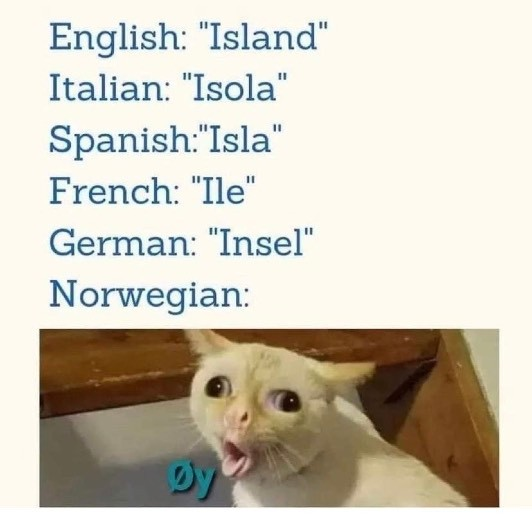 English: "Island"
Italian: "Isola"
Spanish:"Isla"
French: "Ile"
German: "Insel"
Norwegian:
Øy